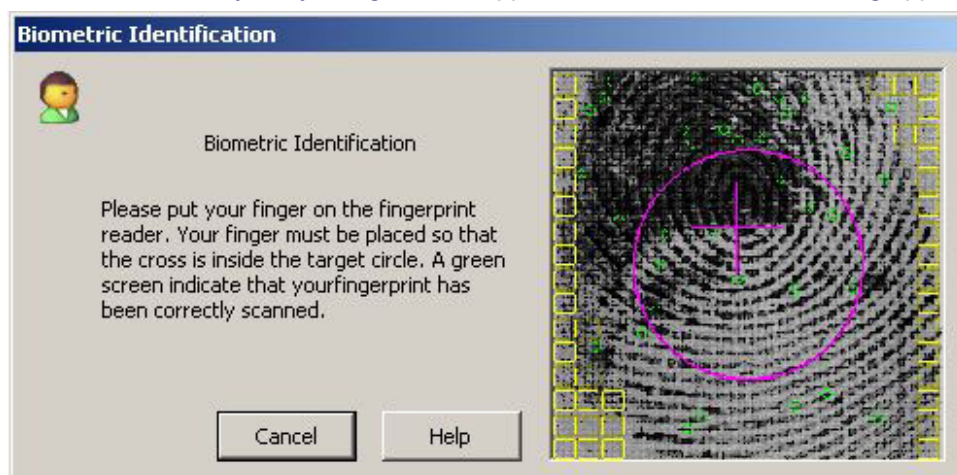 Biometric Identification
Biometric Identification
Please put your finger on the fingerprint
reader. Your finger must be placed so that
the cross is inside the target circle. A green
screen indicate that yourfingerprint has
been correctly scanned.
Cancel
Help